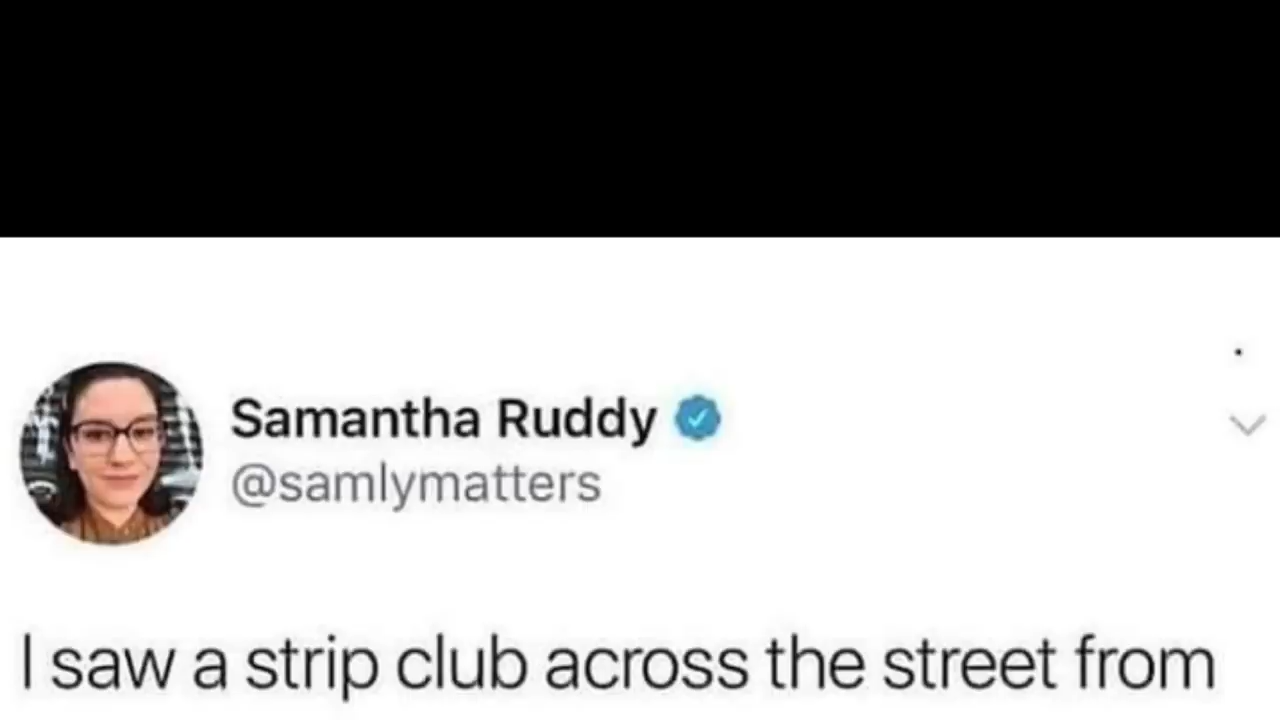 Samantha Ruddy
@samlymatters
I saw a strip club across the street from